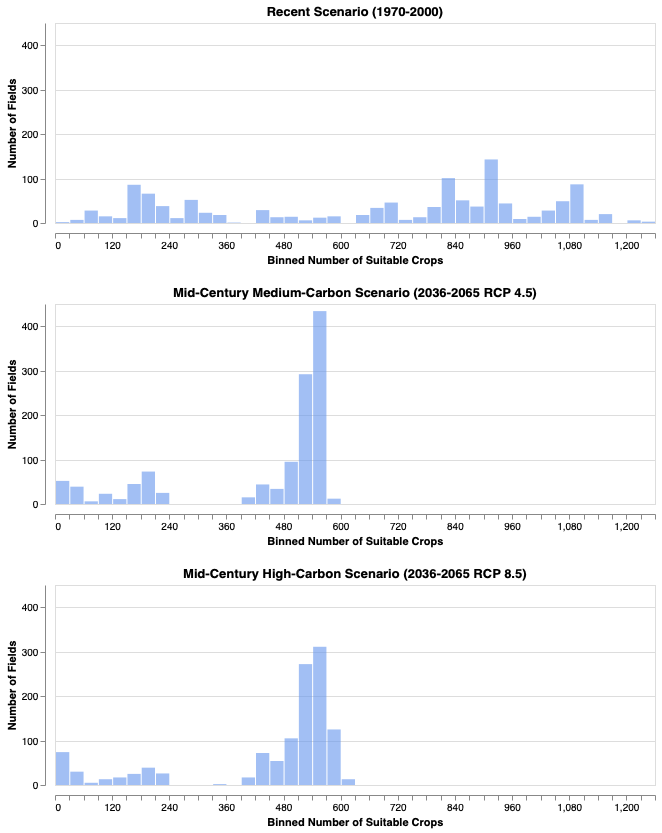 Recent Scenario (1970-2000)
Number of Fields
400
300
200
100
0
0 120 240 360 480 600 720 840 960 1,080 1,200
Binned Number of Suitable Crops
Mid-Century Medium-Carbon Scenario (2036-2065 RCP 4.5)
Number of Fields
400
300
200
100
0
0 120 240 360 480 600 720 840 960 1,080 1,200
Binned Number of Suitable Crops
Mid-Century High-Carbon Scenario (2036-2065 RCP 8.5)
Number of Fields
400
300
200
100
0
0 120 240 360 480 600 720 840 960 1,080 1,200
Binned Number of Suitable Crops